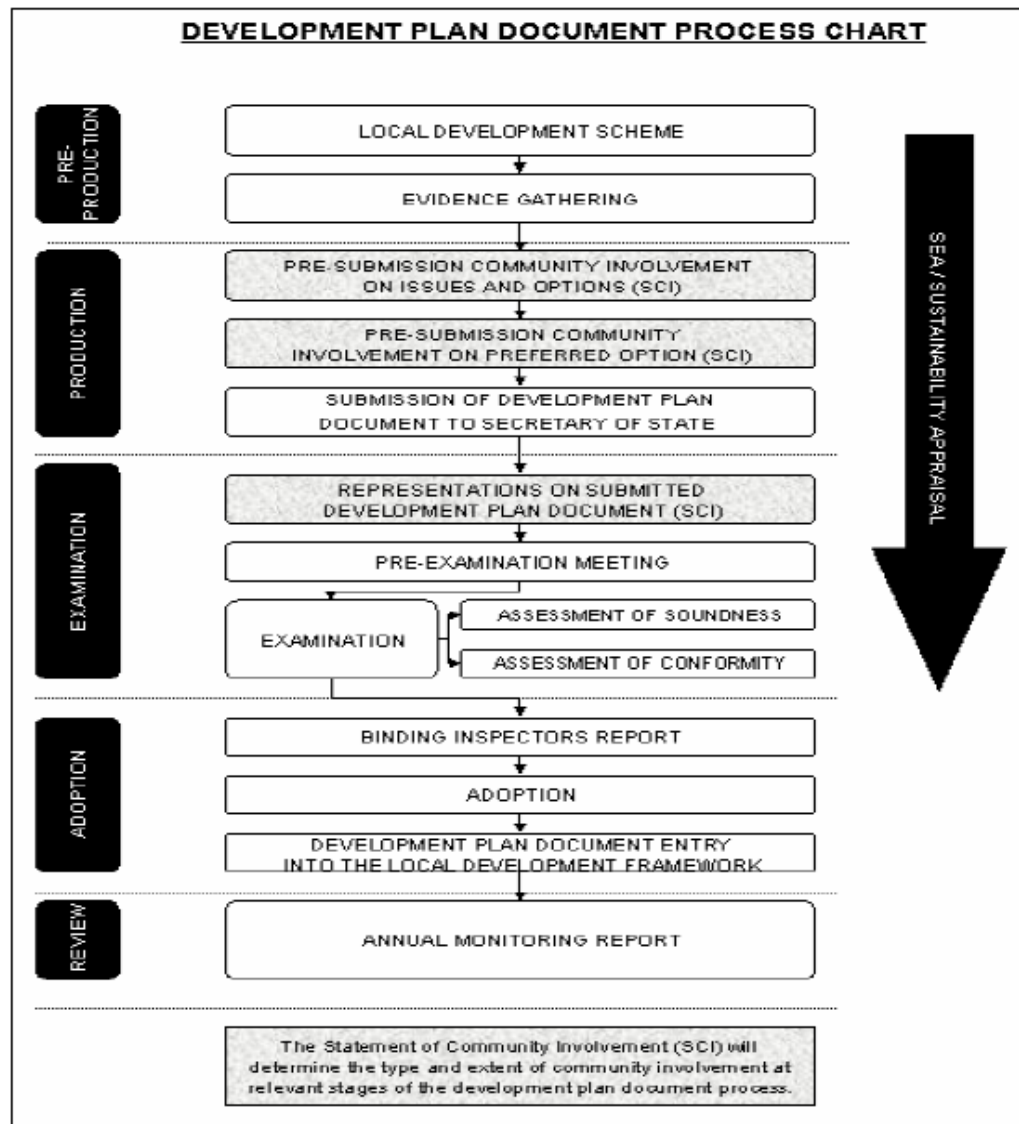 DEVELOPMENT PLAN DOCUMENT PROCESS CHART
PRE-
PRODUCTION
LOCAL DEVELOPMENT SCHEME
EVIDENCE GATHERING
PRODUCTION
PRE-SUBMISSION COMMUNITY INVOLVEMENT
ON ISSUES AND OPTIONS (SCI)
PRE-SUBMISSION COMMUNITY
INVOLVEMENT ON PREFERRED OPTION (SCI)
SUBMISSION OF DEVELOPMENT PLAN
DOCUMENT TO SECRETARY OF STATE
EXAMINATION
REPRESENTATIONS ON SUBMITTED
DEVELOPMENT PLAN DOCUMENT (SCI)
PRE-EXAMINATION MEETING
EXAMINATION
ASSESSMENT OF SOUNDNESS
ASSESSMENT OF CONFORMITY
ADOPTION
BINDING INSPECTORS REPORT
ADOPTION
DEVELOPMENT PLAN DOCUMENT ENTRY
INTO THE LOCAL DEVELOPMENT FRAMEWORK
REVIEW
ANNUAL MONITORING REPORT
SEA / SUSTAINABILITY APPRAISAL
The Statement of Community Involvement (SCI) will
determine the type and extent of community involvement at
relevant stages of the development plan document process.